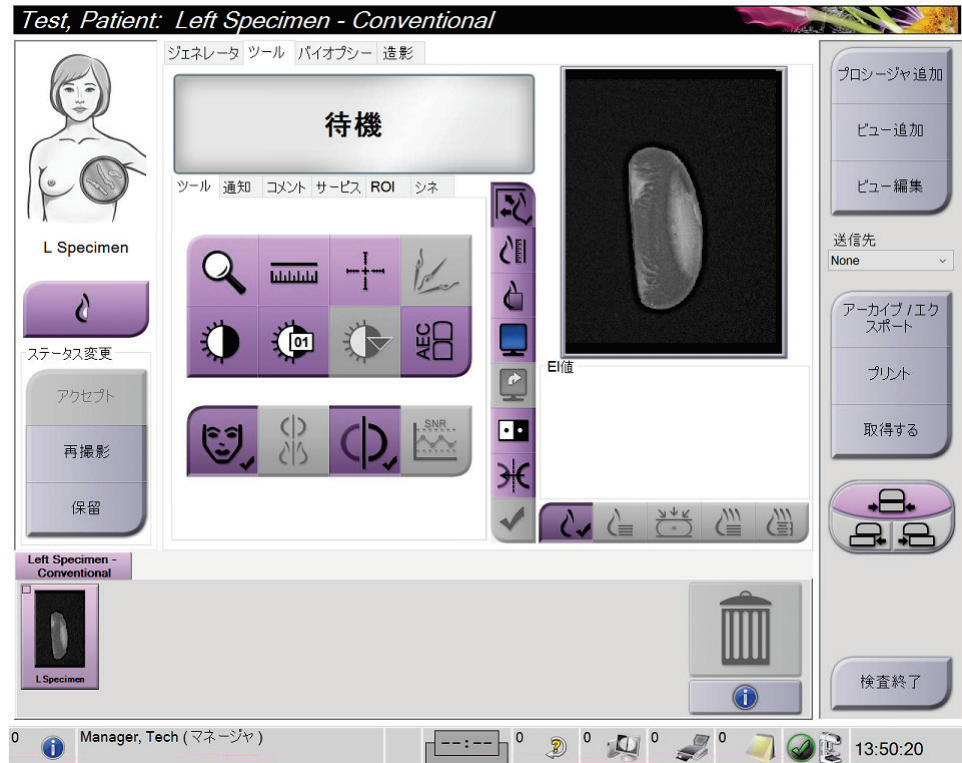 Test, Patient: Left Specimen - Conventional
ジェネレータ ツール バイオプシー 造影
待機
ツール 通知 コメント サービス ROI シネ
L Specimen
01
AEC
SNR
ステータス変更
アクセプト
再撮影
保留
EI値
プロシージャ追加
ビュー追加
ビュー編集
送信先
None
アーカイブ / エク
スポート
プリント
取得する
検査終了
Left Specimen -
Conventional
L Specimen
0 Manager, Tech ( マネージャ ) --:-- 0 0 0 0 13:50:20